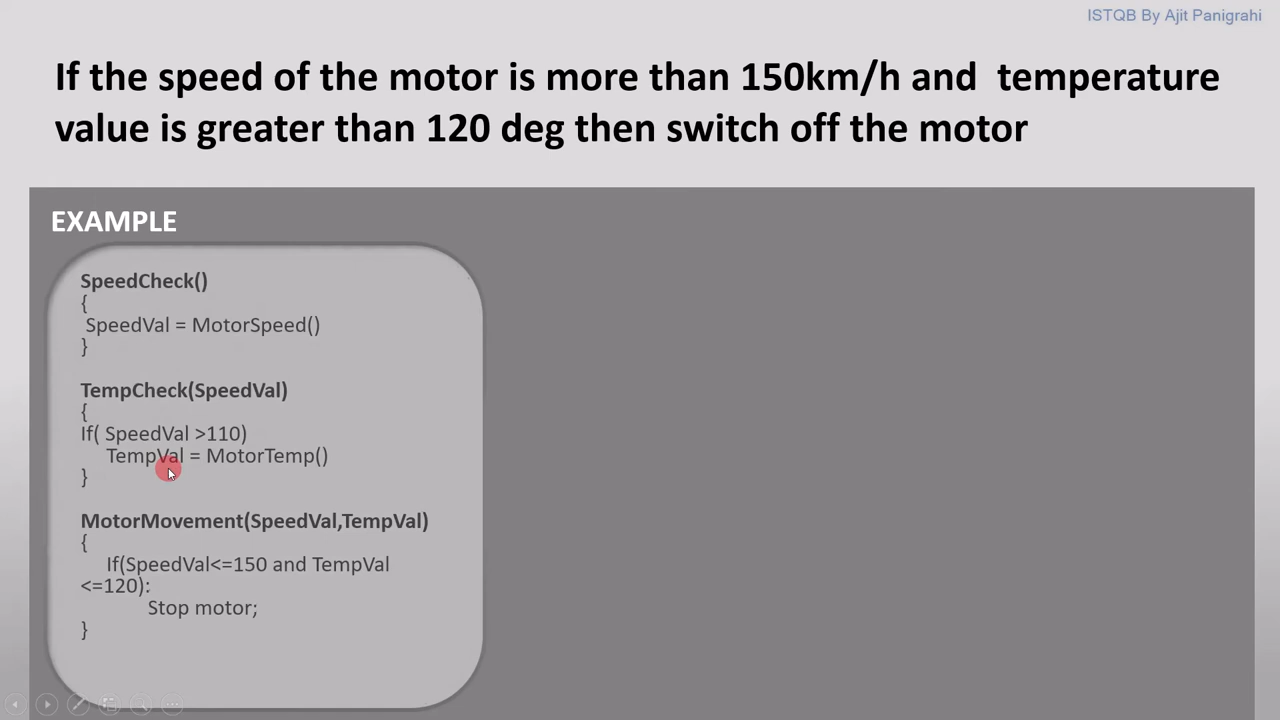 ISTQB By Ajit Panigrahi
If the speed of the motor is more than 150km/h and  temperature
value is greater than 120 deg then switch off the motor
EXAMPLE
SpeedCheck()
{
SpeedVal = MotorSpeed()
}
TempCheck(SpeedVal)
{
If( SpeedVal >110)
TempVal = MotorTemp()
}
MotorMovement(SpeedVal,TempVal)
{
If(SpeedVal<=150 and TempVal
<=120):
Stop motor;
}